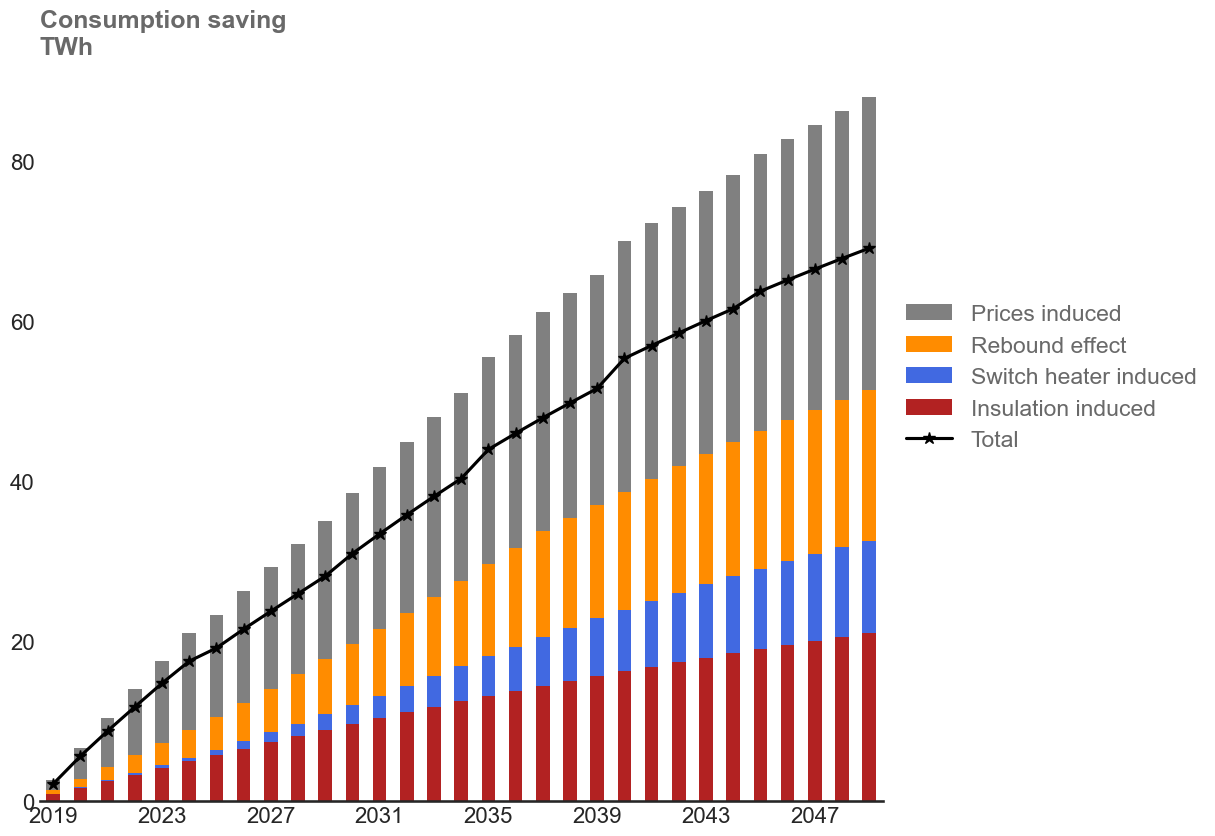 Consumption saving
TWh
80
60
40
20
0
2019
2023
2027
2031
2035
2039
2043
2047
Prices induced
Rebound effect
Switch heater induced
Insulation induced
Total